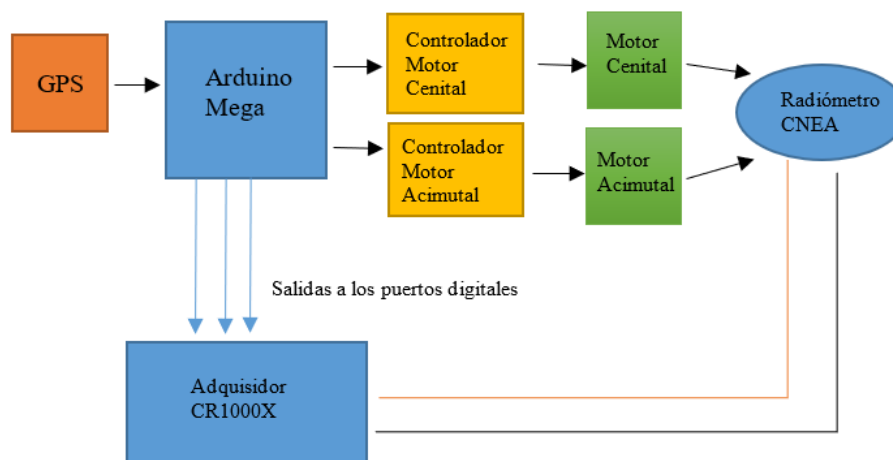 GPS
Arduino
Mega
Controlador
Motor
Cenital
Motor
Cenital
Radiómetro
CNEA
Controlador
Motor
Acimutal
Motor
Acimutal
Salidas a los puertos digitales
Adquisidor
CR1000X